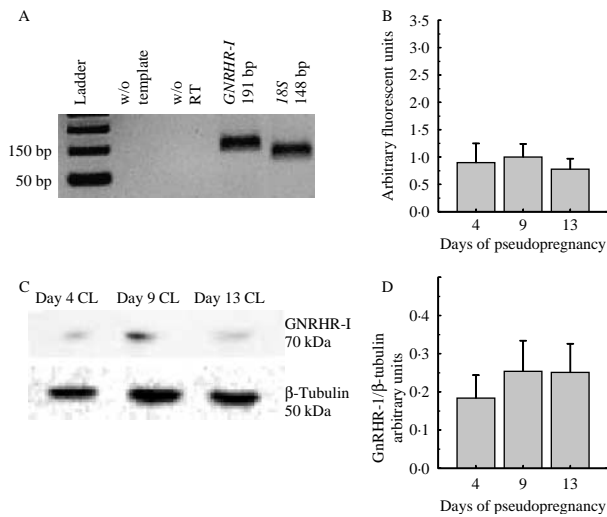 A
Ladder
w/o
template
w/o
RT
GNRHR-I
191 bp
18S
148 bp
150 bp
50 bp
B
Arbitrary fluorescent units
3·5
3·0
2·5
2·0
1·5
1·0
0·5
0·0
4 9 13
Days of pseudopregnancy
C
Day 4 CL Day 9 CL Day 13 CL
GNRHR-I
70 kDa
β-Tubulin
50 kDa
D
GnRHR-1/β-tubulin
arbitrary units
0·5
0·4
0·3
0·2
0·1
0·0
4 9 13
Days of pseudopregnancy